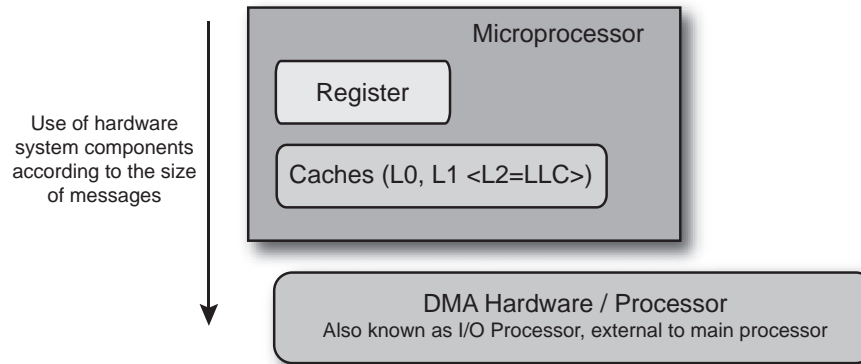 Microprocessor
Register
Use of hardware
system components
according to the size
of messages
Caches (L0, L1 <L2=LLC>)
DMA Hardware / Processor
Also known as I/O Processor, external to main processor